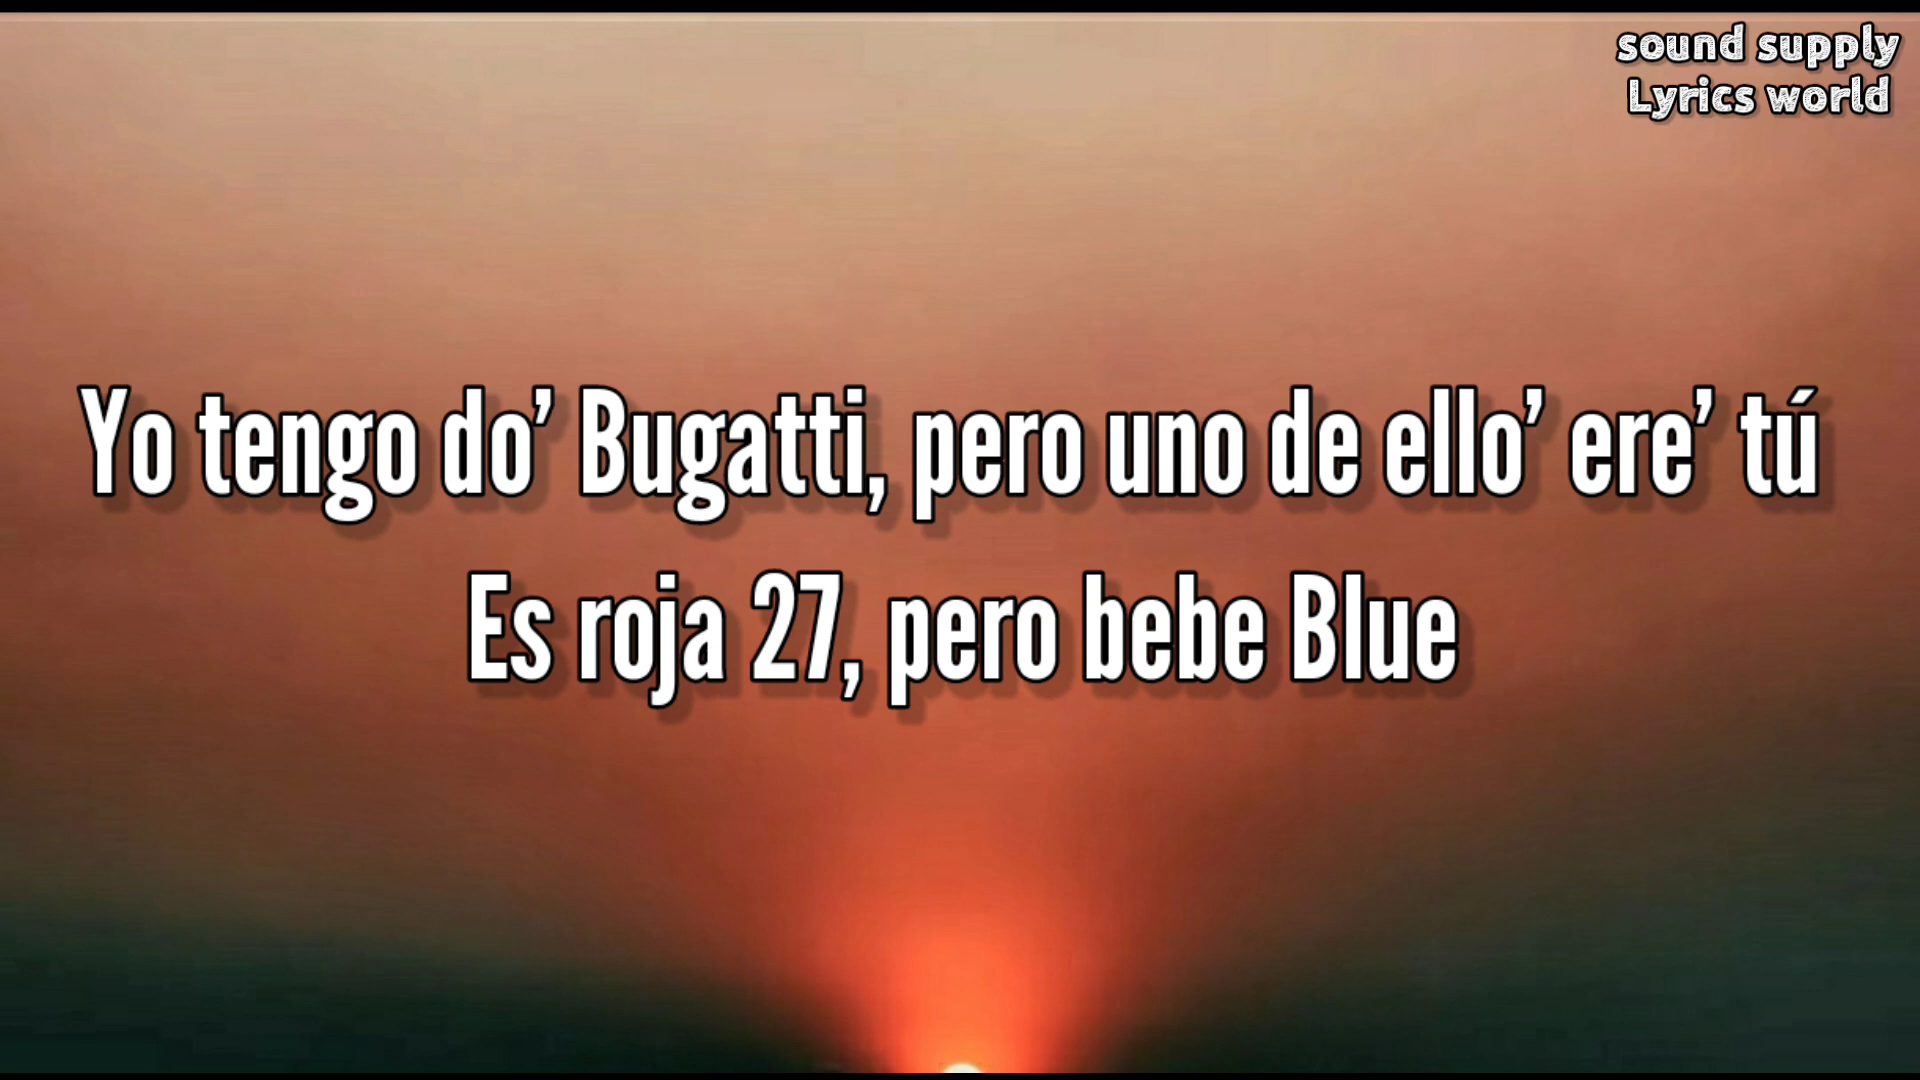 sound supply
Lyrics world
Yo tengo do’ Bugatti, pero uno de ello’ ere’ tú
Es roja 27, pero bebe Blue